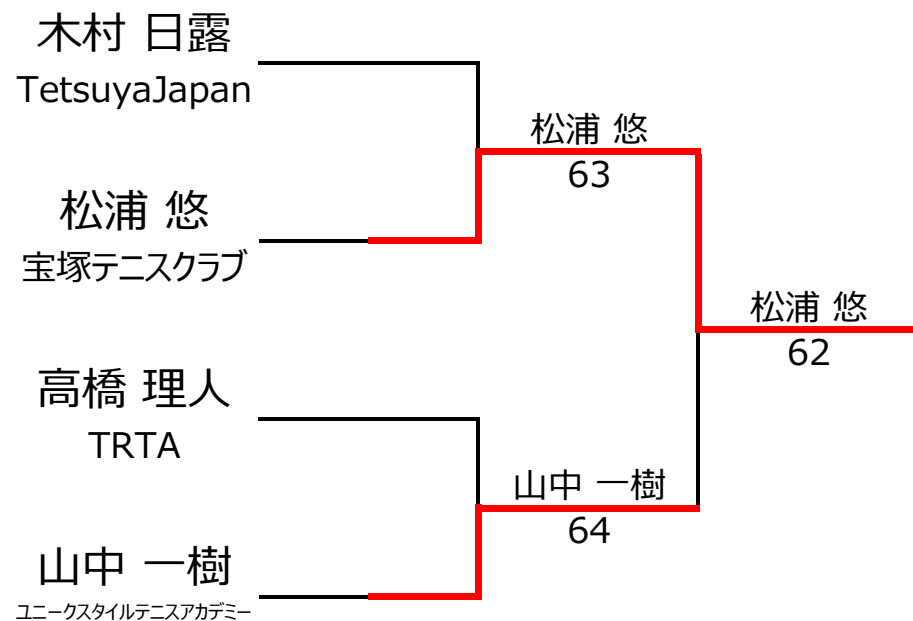 木村 日露
TetsuyaJapan
松浦 悠
63
松浦 悠
宝塚テニスクラブ
松浦 悠
62
高橋 理人
TRTA
山中 一樹
64
山中 一樹
ユニークスタイルテニスアカデミー